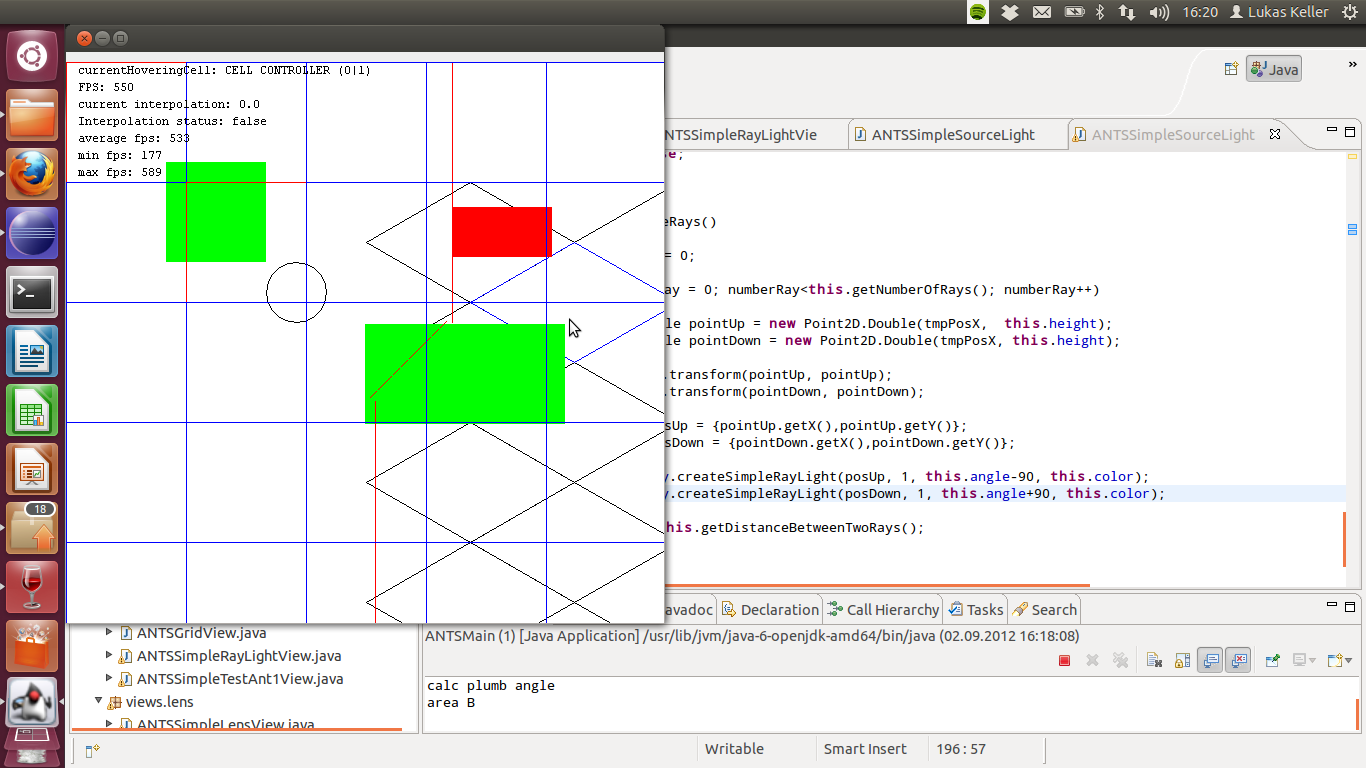 16:20 Lukas Keller
currentHoveringCell: CELL CONTROLLER (0|1)
FPS: 550
current interpolation: 0.0
Interpolation status: false
average fps: 533
min fps: 177
max fps: 589
Java
»
NTSSimpleRayLightVie
ANTSSimpleSourceLight
ANTSSimpleSourceLight
se;
eRays()
= 0;
ay = 0; numberRay<this.getNumberOfRays(); numberRay++)
le pointUp = new Point2D.Double(tmpPosX,  this.height);
le pointDown = new Point2D.Double(tmpPosX, this.height);
.transform(pointUp, pointUp);
.transform(pointDown, pointDown);
sUp = {pointUp.getX(),pointUp.getY()};
sDown = {pointDown.getX(),pointDown.getY()};
y.createSimpleRayLight(posUp, 1, this.angle-90, this.color);
y.createSimpleRayLight(posDown, 1, this.angle+90, this.color);
his.getDistanceBetweenTwoRays();
18
avadoc Declaration Call Hierarchy Tasks Search
ANTSMain (1) [Java Application] /usr/lib/jvm/java-6-openjdk-amd64/bin/java (02.09.2012 16:18:08)
calc plumb angle
area B
ANTSGridView.java
ANTSSimpleRayLightView.java
ANTSSimpleTestAnt1View.java
views.lens
ANTSSimpleLensView.java
Writable Smart Insert 196 : 57